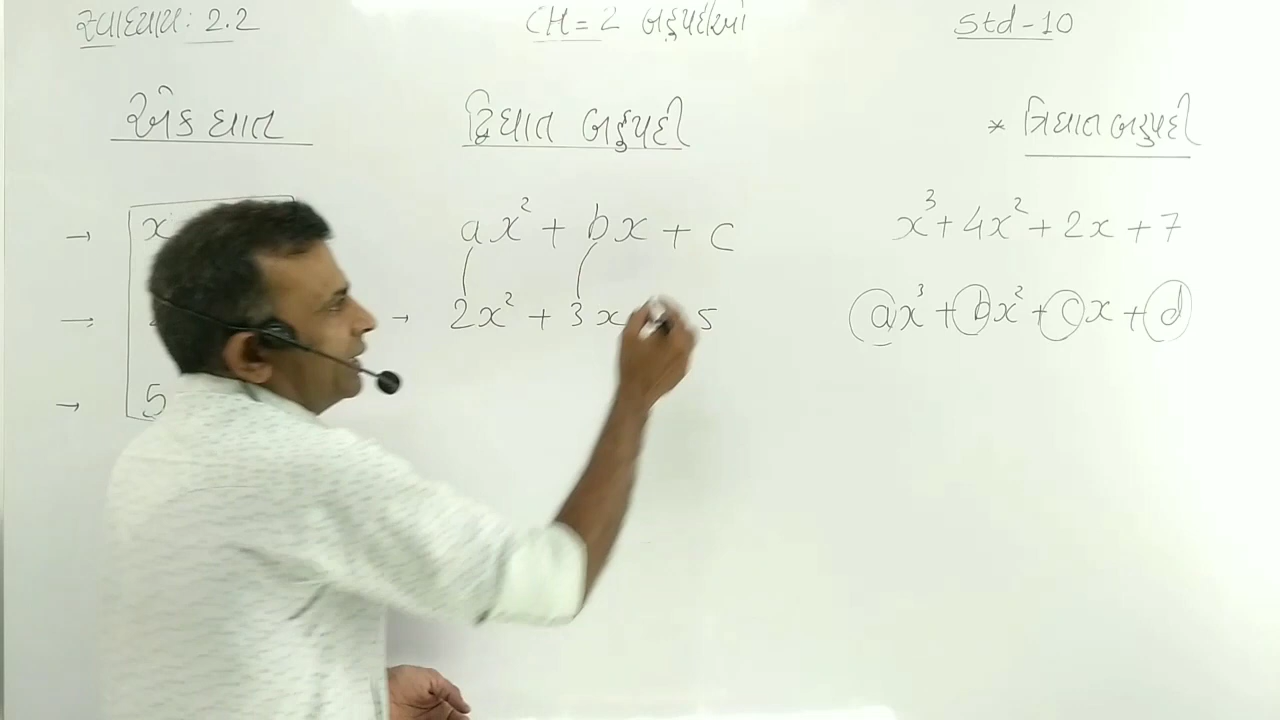 સ્વાધ્યાય: 2.2
CH = 2 બહુપદીઓ
Std - 10
એક ઘાત
દ્વિઘાત બહુપદી
* ત્રિઘાત બહુપદી
→ x
ax² + bx + c
x³ + 4x² + 2x + 7
→
→ 2x² + 3x 5
ax³ + bx² + cx + d
→ 5